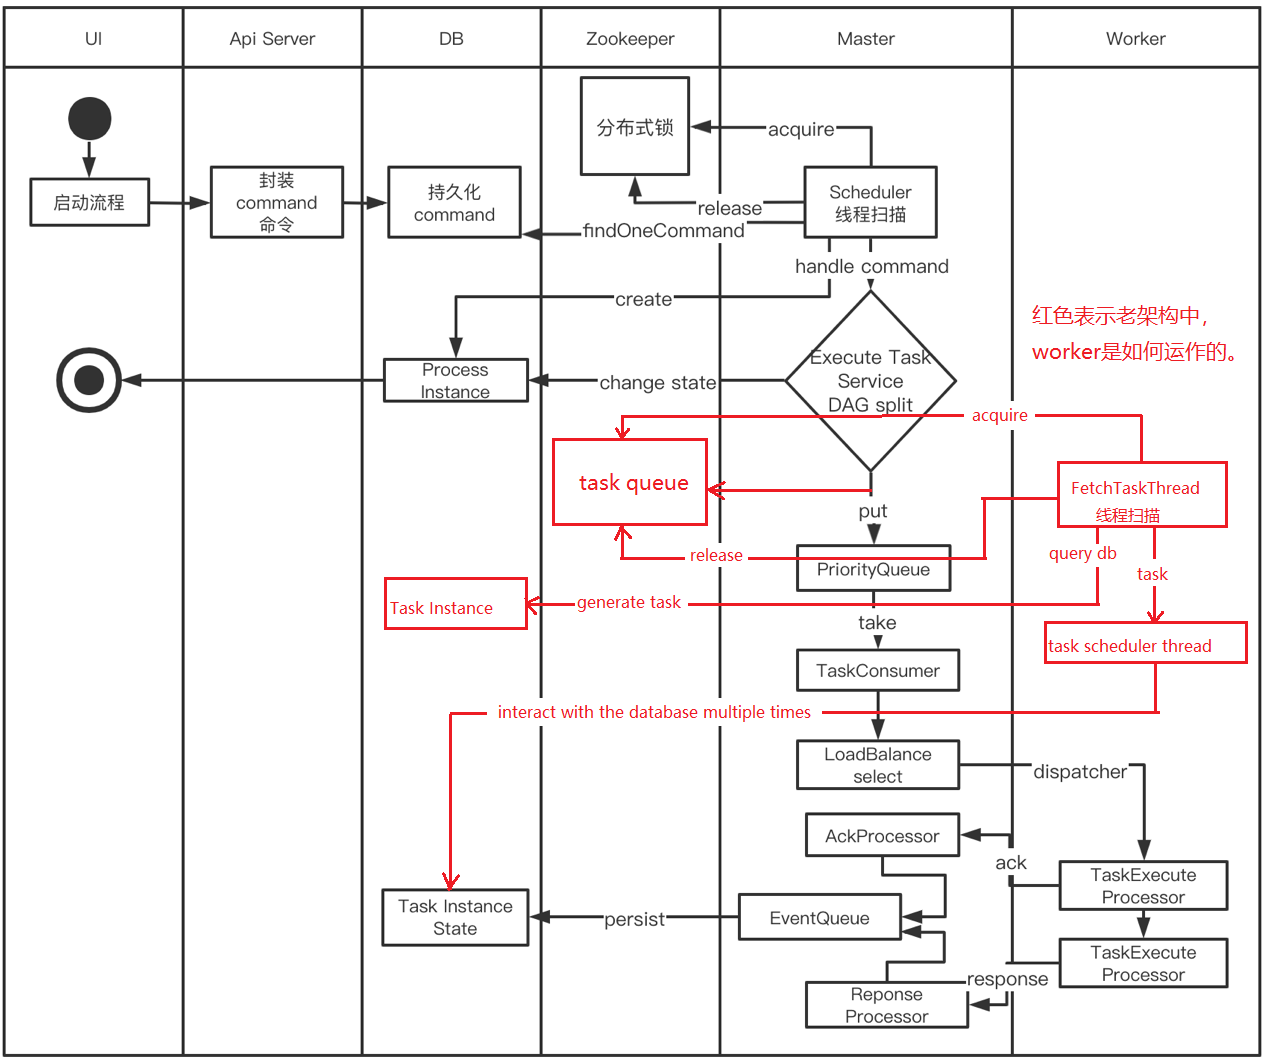 UI
Api Server
DB
Zookeeper
Master
Worker
分布式锁
acquire
启动流程
封装
command
命令
持久化
command
Scheduler
线程扫描
release
findOneCommand
handle command
create
红色表示老架构中，
worker是如何运作的。
Process
Instance
change state
Execute Task
Service
DAG split
acquire
task queue
FetchTaskThread
线程扫描
put
release
query db
PriorityQueue
task
Task Instance
generate task
take
task scheduler thread
TaskConsumer
interact with the database multiple times
LoadBalance
select
dispatcher
AckProcessor
ack
TaskExecute
Processor
Task Instance
State
persist
EventQueue
TaskExecute
Processor
response
Reponse
Processor